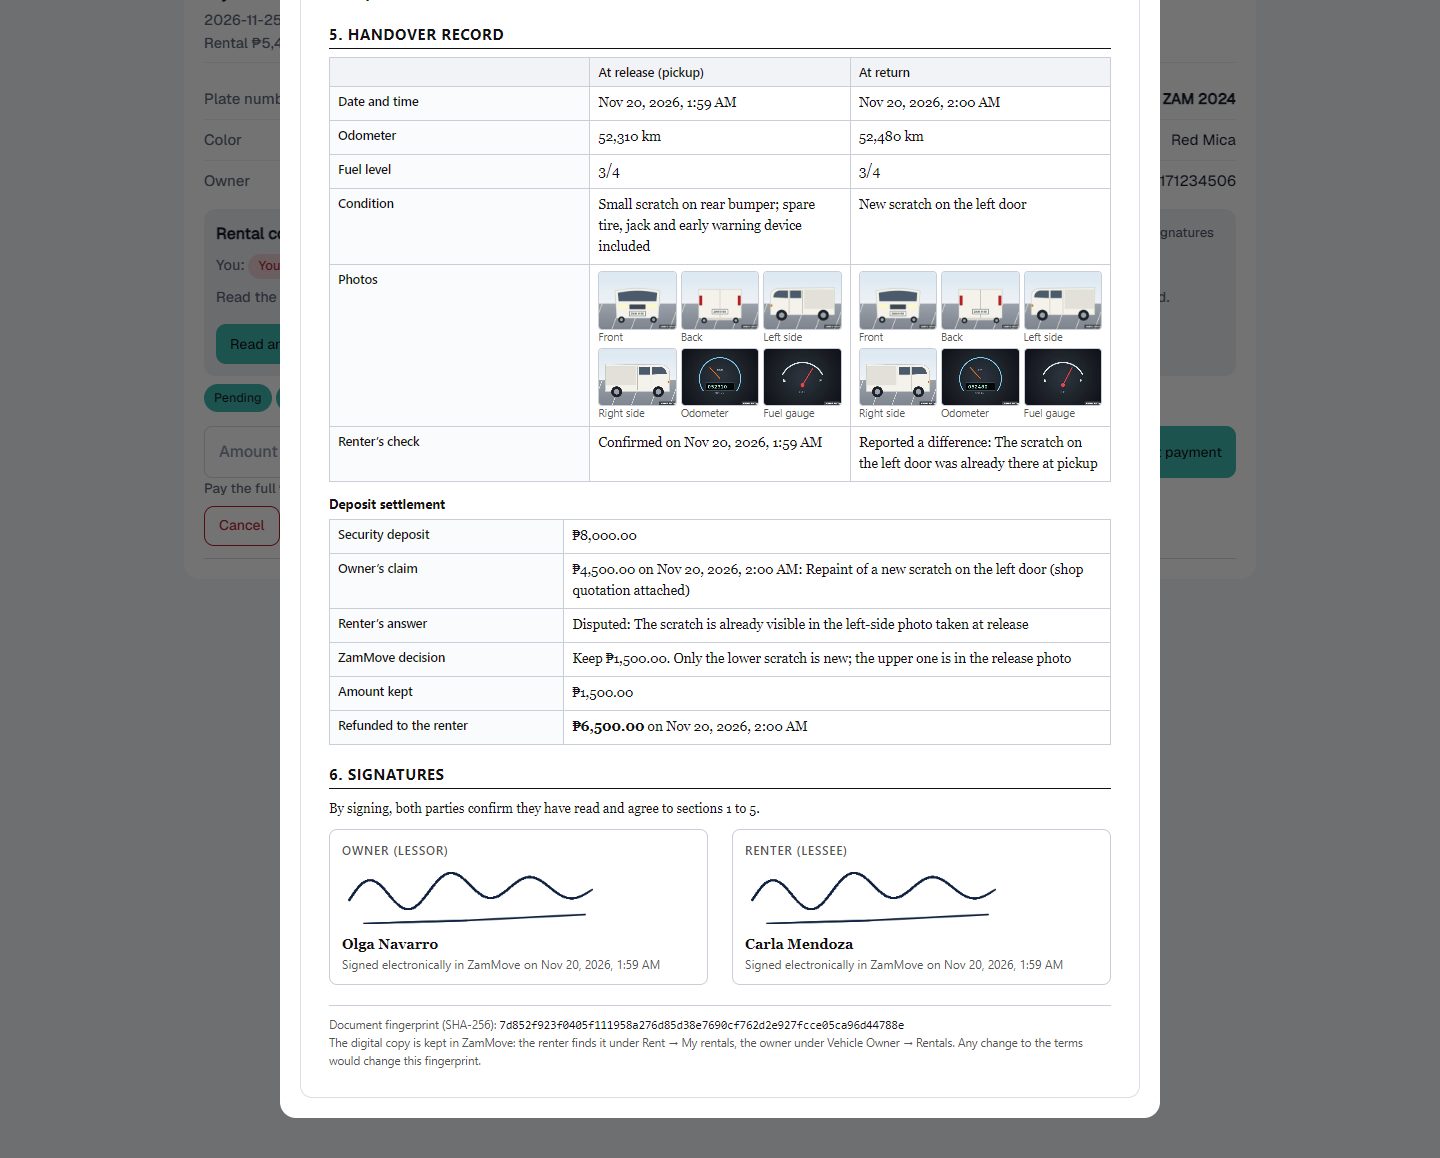 2026-11-25
Rental ₱5,4
Plate numb
ZAM 2024
Color
Red Mica
Owner
171234506
Rental co
gnatures
You: You
Read the
d.
Read an
Pending
Amount
payment
Pay the full
Cancel
5. HANDOVER RECORD
At release (pickup)
At return
Date and time
Nov 20, 2026, 1:59 AM
Nov 20, 2026, 2:00 AM
Odometer
52,310 km
52,480 km
Fuel level
3/4
3/4
Condition
Small scratch on rear bumper; spare
tire, jack and early warning device
included
New scratch on the left door
Photos
Front
Back
Left side
Front
Back
Left side
052310
052480
Right side
Odometer
Fuel gauge
Right side
Odometer
Fuel gauge
Renter’s check
Confirmed on Nov 20, 2026, 1:59 AM
Reported a difference: The scratch on
the left door was already there at pickup
Deposit settlement
Security deposit
₱8,000.00
Owner’s claim
₱4,500.00 on Nov 20, 2026, 2:00 AM: Repaint of a new scratch on the left door (shop
quotation attached)
Renter’s answer
Disputed: The scratch is already visible in the left-side photo taken at release
ZamMove decision
Keep ₱1,500.00. Only the lower scratch is new; the upper one is in the release photo
Amount kept
₱1,500.00
Refunded to the renter
₱6,500.00 on Nov 20, 2026, 2:00 AM
6. SIGNATURES
By signing, both parties confirm they have read and agree to sections 1 to 5.
OWNER (LESSOR)
Olga Navarro
Signed electronically in ZamMove on Nov 20, 2026, 1:59 AM
RENTER (LESSEE)
Carla Mendoza
Signed electronically in ZamMove on Nov 20, 2026, 1:59 AM
Document fingerprint (SHA-256): 7d852f923f0405f111958a276d85d38e7690cf762d2e927fcce05ca96d44788e
The digital copy is kept in ZamMove: the renter finds it under Rent → My rentals, the owner under Vehicle Owner → Rentals. Any change to the terms
would change this fingerprint.